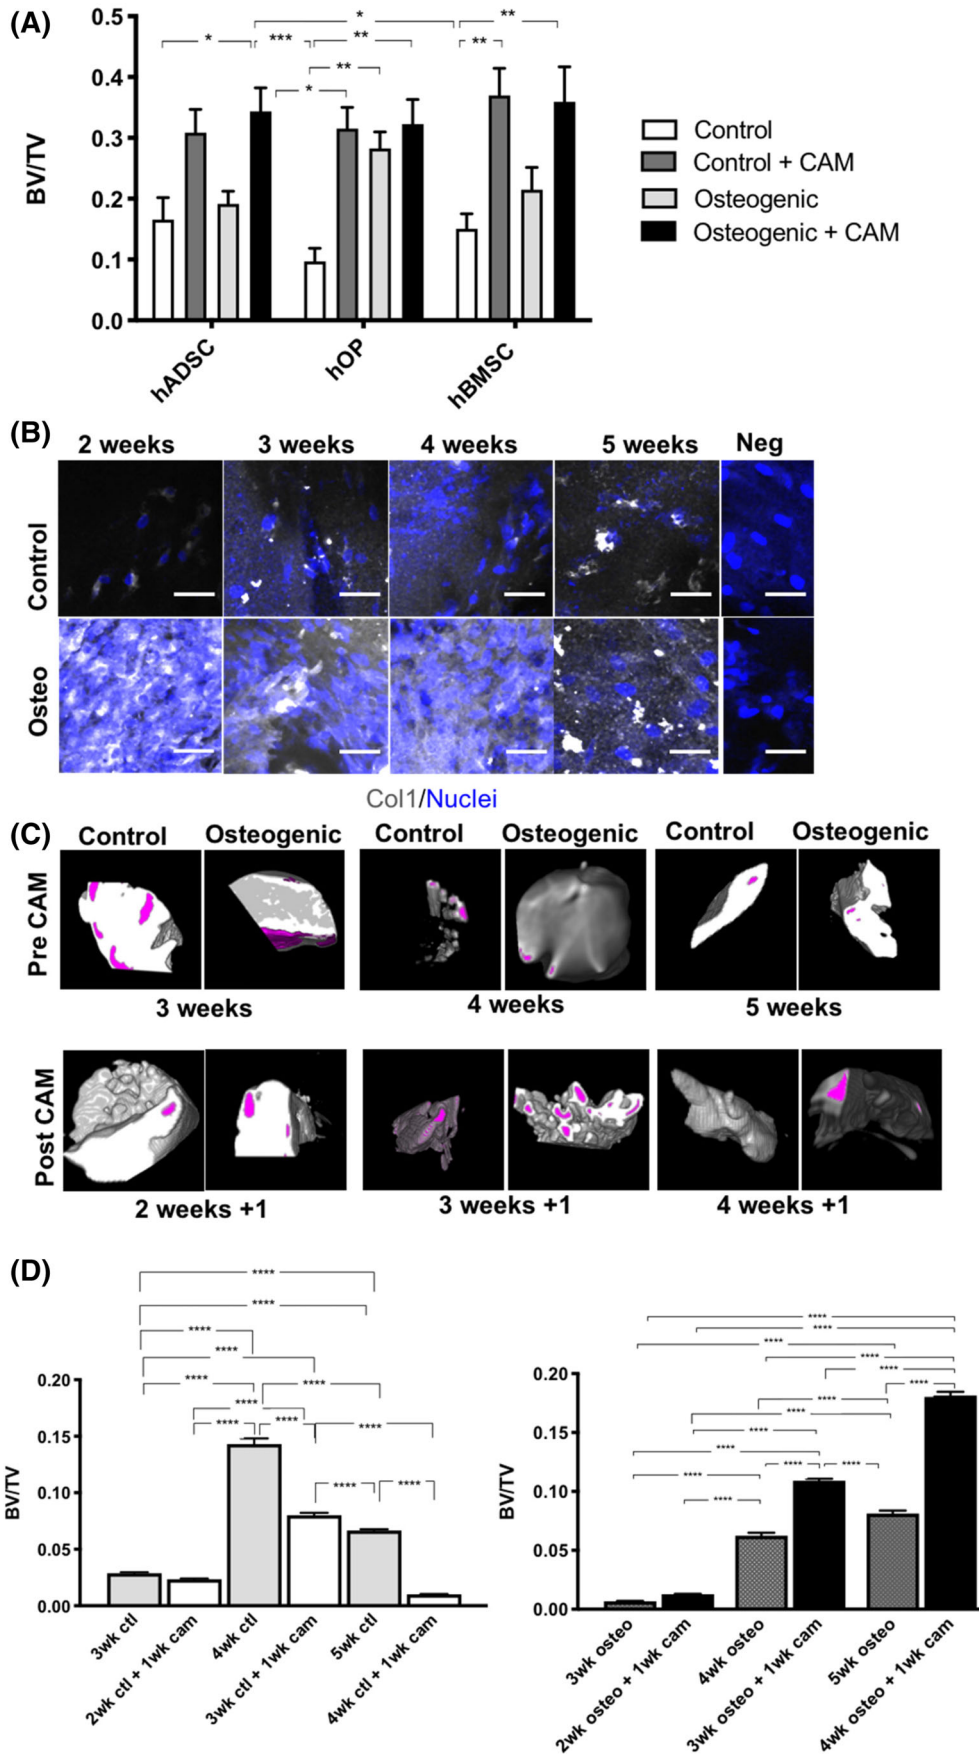 (A)
BV/TV
0.5
0.4
0.3
0.2
0.1
0.0
* **
* *** ** **
**
*
hADSC hOP hBMSC
Control
Control + CAM
Osteogenic
Osteogenic + CAM
(B)
2 weeks 3 weeks 4 weeks 5 weeks Neg
Control
Osteo
Col1/Nuclei
(C)
Control Osteogenic Control Osteogenic Control Osteogenic
Pre CAM
3 weeks 4 weeks 5 weeks
Post CAM
2 weeks +1 3 weeks +1 4 weeks +1
(D)
****
****
****
****
**** ****
****
**** **** ****
**** ****
BV/TV
0.20
0.15
0.10
0.05
0.00
3wk ctl
2wk ctl + 1wk cam
4wk ctl
3wk ctl + 1wk cam
5wk ctl
4wk ctl + 1wk cam
****
****
****
****
****
****
****
****
****
****
**** ****
****
****
BV/TV
0.20
0.15
0.10
0.05
0.00
3wk osteo
2wk osteo + 1wk cam
4wk osteo
3wk osteo + 1wk cam
5wk osteo
4wk osteo + 1wk cam